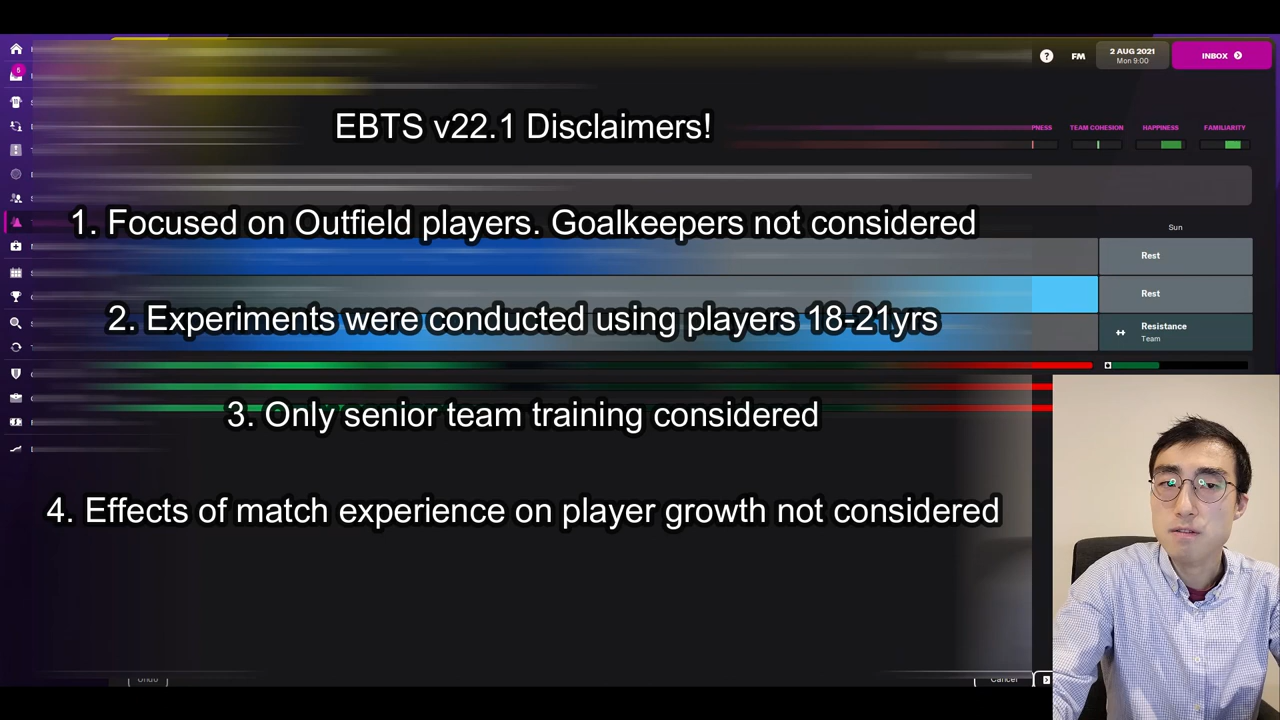 2 AUG 2021
FM
INBOX
Mon 9:00
6
EBTS v22.1 Disclaimers!
TEAM COHESION
HAPPINESS
FAMILIARITY
1. Focused on Outfield players. Goalkeepers not considered
Sun
Rest
Rest
2. Experiments were conducted using players 18-21yrs
Resistance
Team
3. Only senior team training considered
4. Effects of match experience on player growth not considered
Undo
Cancel